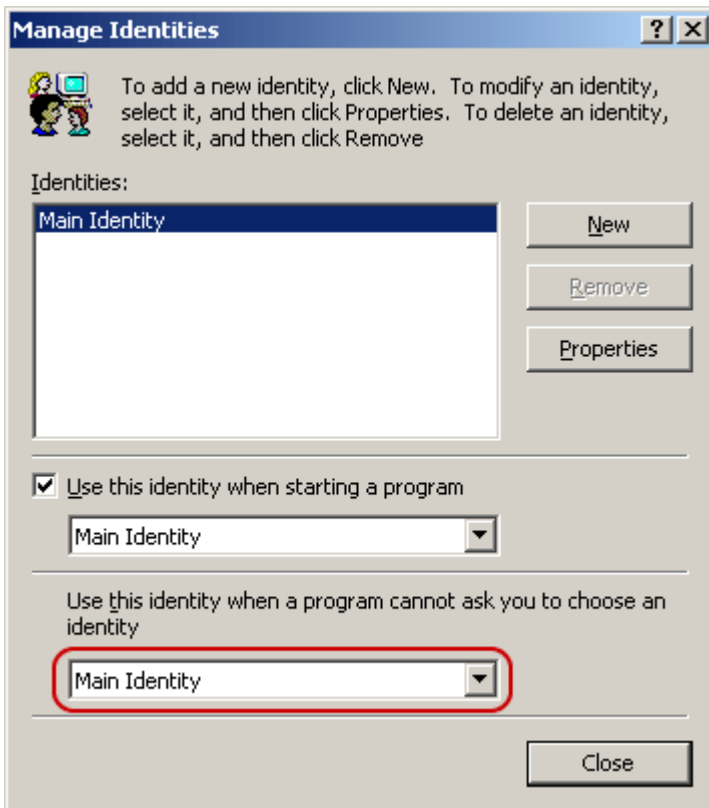 Manage Identities
To add a new identity, click New. To modify an identity,
select it, and then click Properties. To delete an identity,
select it, and then click Remove
Identities:
Main Identity
New
Remove
Properties
Use this identity when starting a program
Main Identity
Use this identity when a program cannot ask you to choose an
identity
Main Identity
Close